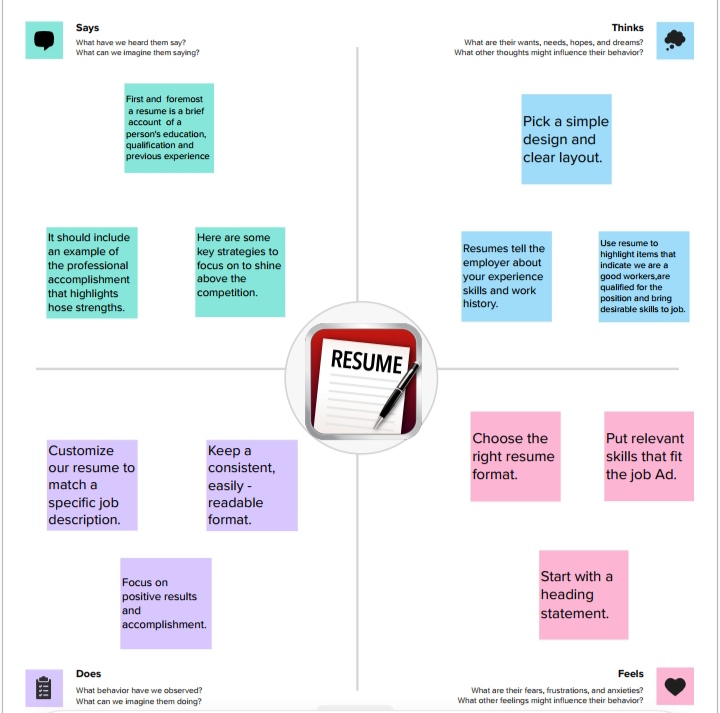 Says
What have we heard them say?
What can we imagine them saying?
First and foremost
a resume is a brief
account of a
person's education,
qualification and
previous experience
It should include
an example of
the professional
accomplishment
that highlights
hose strengths.
Here are some
key strategies to
focus on to shine
above the
competition.
Thinks
What are their wants, needs, hopes, and dreams?
What other thoughts might influence their behavior?
Pick a simple
design and
clear layout.
Resumes tell the
employer about
your experience
skills and work
history.
Use resume to
highlight items that
indicate we are a
good workers,are
qualified for the
position and bring
desirable skills to job.
RESUME
Customize
our resume to
match a
specific job
description.
Keep a
consistent,
easily -
readable
format.
Focus on
positive results
and
accomplishment.
Does
What behavior have we observed?
What can we imagine them doing?
Choose the
right resume
format.
Put relevant
skills that fit
the job Ad.
Start with a
heading
statement.
Feels
What are their fears, frustrations, and anxieties?
What other feelings might influence their behavior?